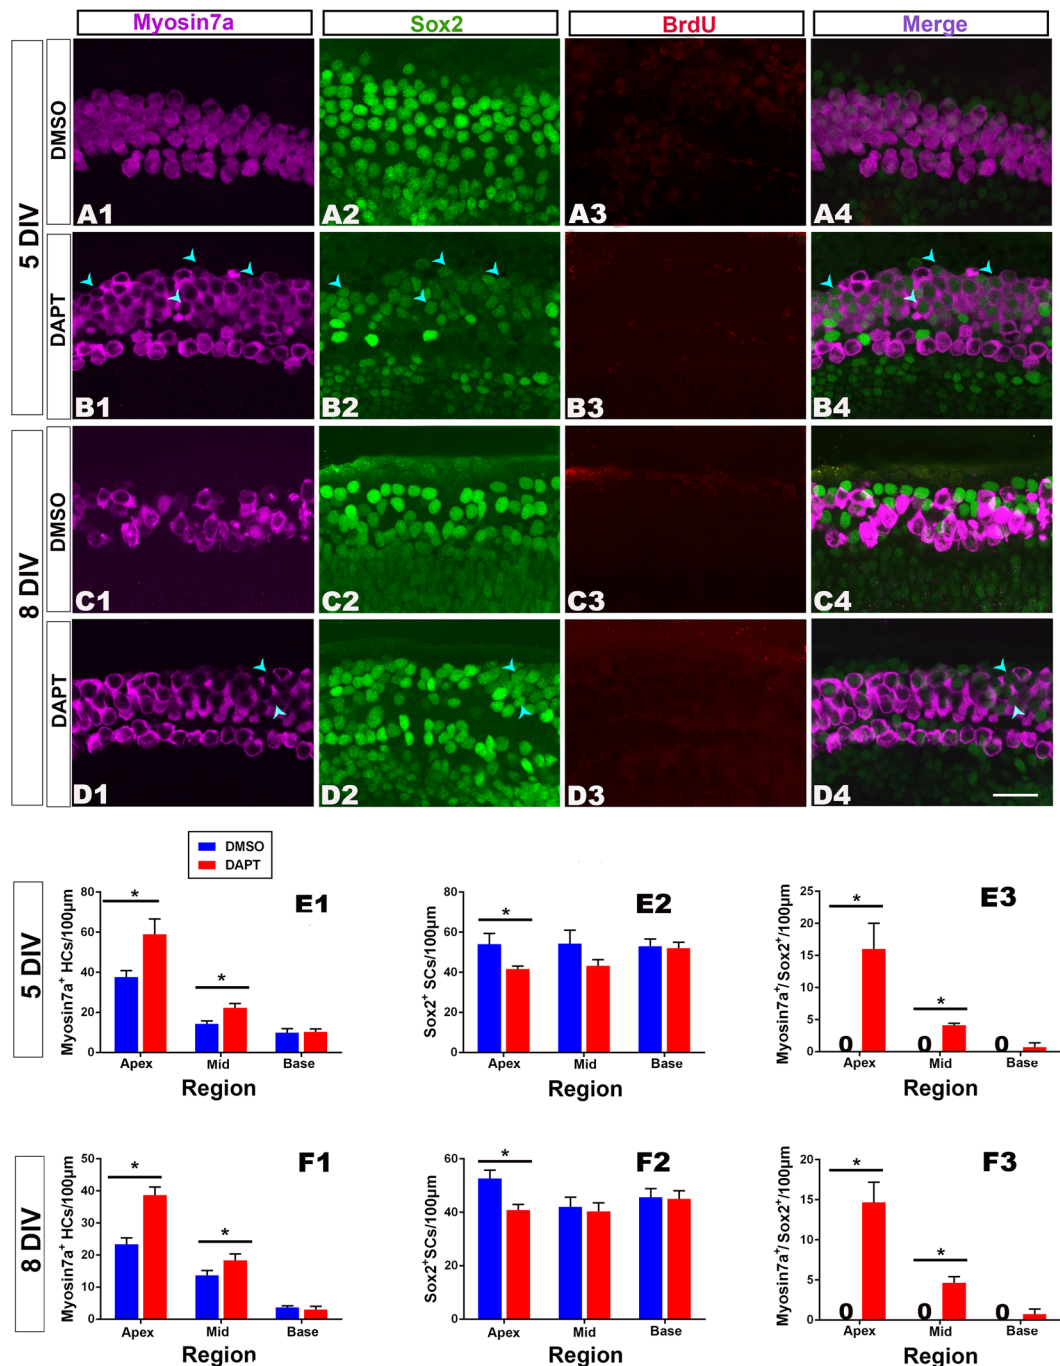 Myosin7a Sox2 BrdU Merge
5 DIV
DMSO
A1 A2 A3 A4
DAPT
B1 B2 B3 B4
8 DIV
DMSO
C1 C2 C3 C4
DAPT
D1 D2 D3 D4
DMSO
DAPT
5 DIV
E1
Myosin7a+ HCs/100µm
80
60
40
20
0
*
*
Apex Mid Base
Region
E2
Sox2+ SCs/100µm
80
60
40
20
0
*
Apex Mid Base
Region
E3
Myosin7a+/Sox2+/100µm
25
20
15
10
5
0
*
*
0 0 0
Apex Mid Base
Region
8 DIV
F1
Myosin7a+ HCs/100µm
50
40
30
20
10
0
*
*
Apex Mid Base
Region
F2
Sox2+SCs/100µm
60
40
20
0
*
Apex Mid Base
Region
F3
Myosin7a+/Sox2+/100µm
20
15
10
5
0
*
*
0 0 0
Apex Mid Base
Region